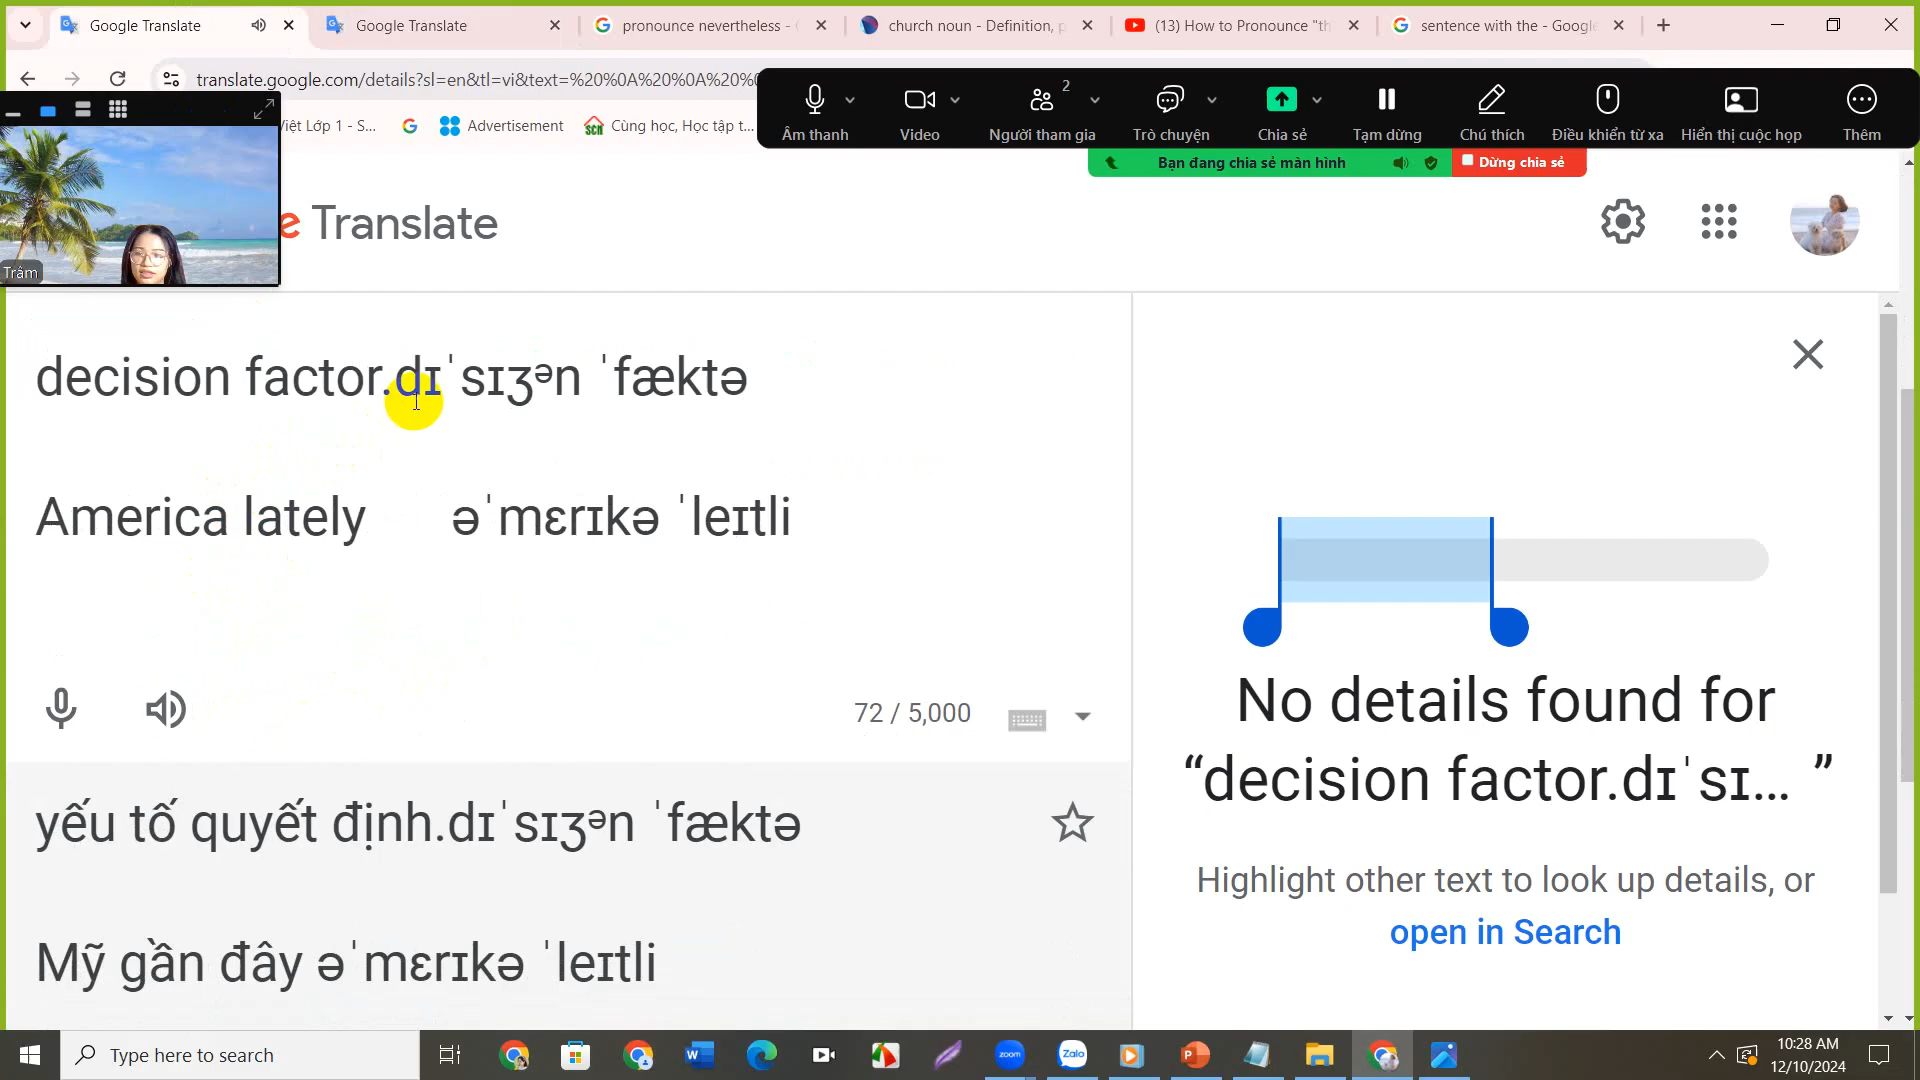 Google Translate
Google Translate
pronounce nevertheless -
church noun - Definition, p
(13) How to Pronounce "th
sentence with the - Google
translate.google.com/details?sl=en&tl=vi&text=%20%0A%20%0A%20%
Việt Lớp 1 - S...
Advertisement
Cùng học, Học tập t...
Âm thanh
Video
2
Người tham gia
Trò chuyện
Chia sẻ
Tạm dừng
Chú thích
Điều khiển từ xa
Hiển thị cuộc họp
Thêm
Bạn đang chia sẻ màn hình
Dừng chia sẻ
Trâm
e Translate
decision factor.dɪˈsɪʒᵊn ˈfæktə
America lately əˈmɛrɪkə ˈleɪtli
72 / 5,000
yếu tố quyết định.dɪˈsɪʒᵊn ˈfæktə
Mỹ gần đây əˈmɛrɪkə ˈleɪtli
No details found for
“decision factor.dɪˈsɪ... ”
Highlight other text to look up details, or
open in Search
Type here to search
zoom
Zalo
10:28 AM
12/10/2024